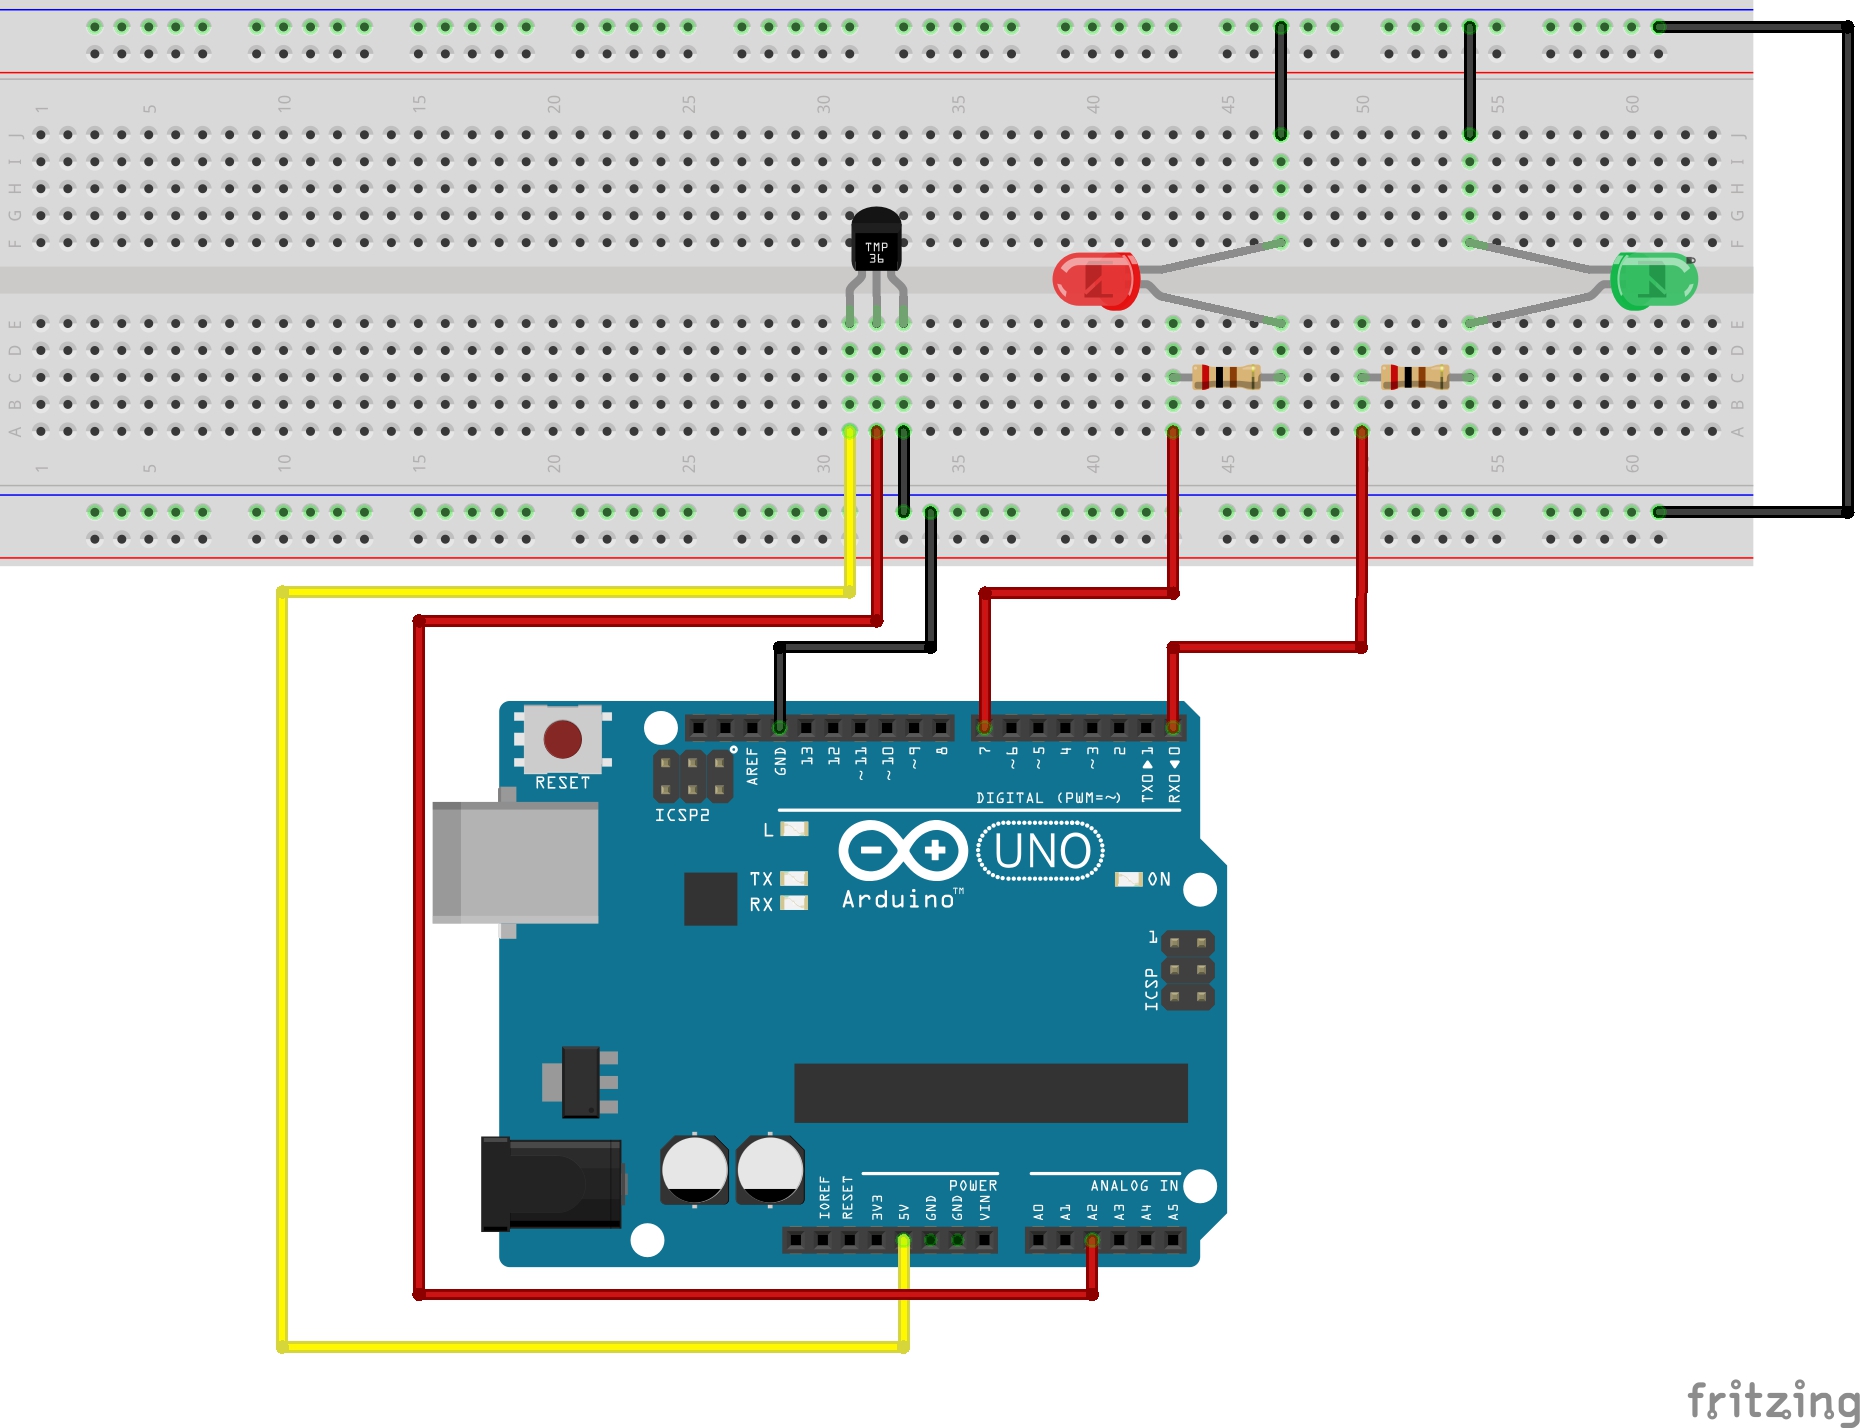 1 5 10 15 20 25 30 35 40 45 50 55 60
J J
I I
H H
G G
F F
TMP
36
E E
D D
C C
B B
A A
1 5 10 15 20 25 30 35 40 45 55 60
RESET
ICSP2
AREF
GND
13
12
~11
~10
~9
8
7
~6
~5
4
~3
2
TX0 1
RX0 0
DIGITAL (PWM=~)
L
TX
RX
Arduino™
UNO
ON
1
ICSP
IOREF
RESET
3V3
5V
GND
GND
VIN
POWER
A0
A1
A2
A3
A4
A5
ANALOG IN
fritzing